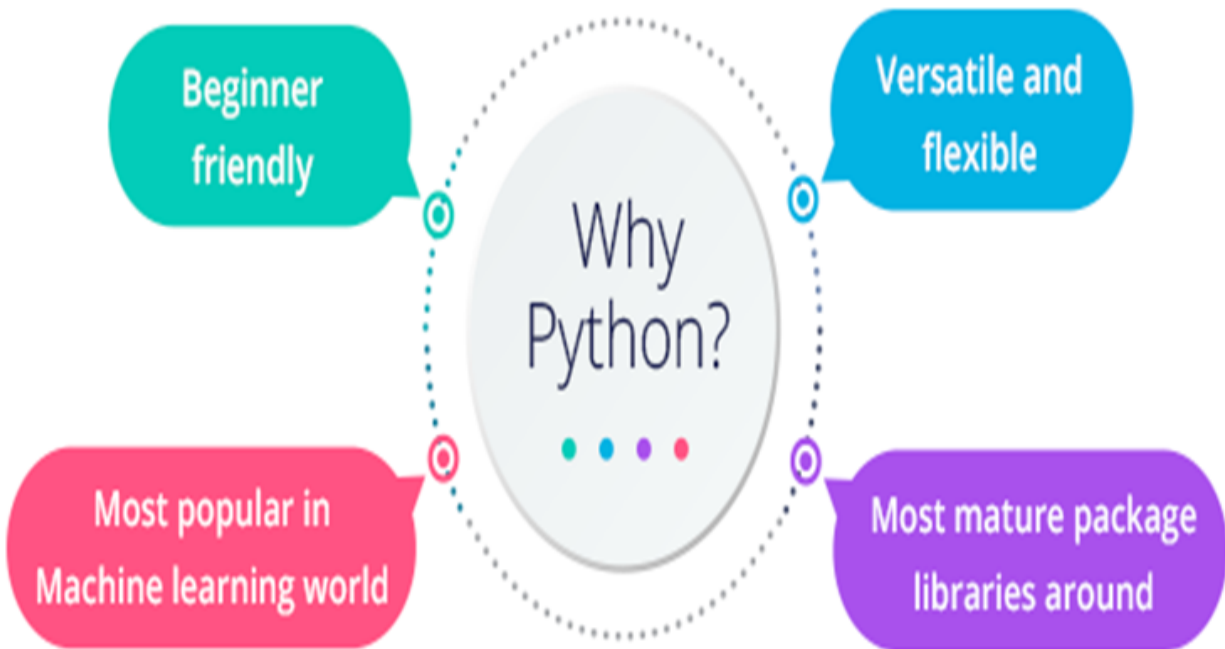 Beginner
friendly
Versatile and
flexible
Why
Python?
Most popular in
Machine learning world
Most mature package
libraries around